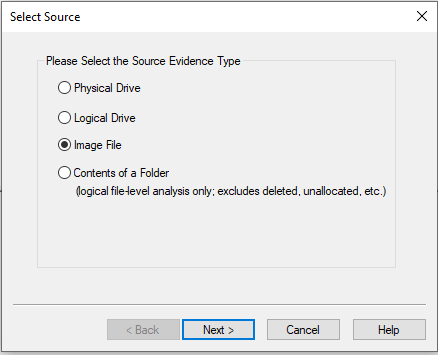 Select Source
Please Select the Source Evidence Type
Physical Drive
Logical Drive
Image File
Contents of a Folder
(logical file-level analysis only; excludes deleted, unallocated, etc.)
< Back
Next >
Cancel
Help